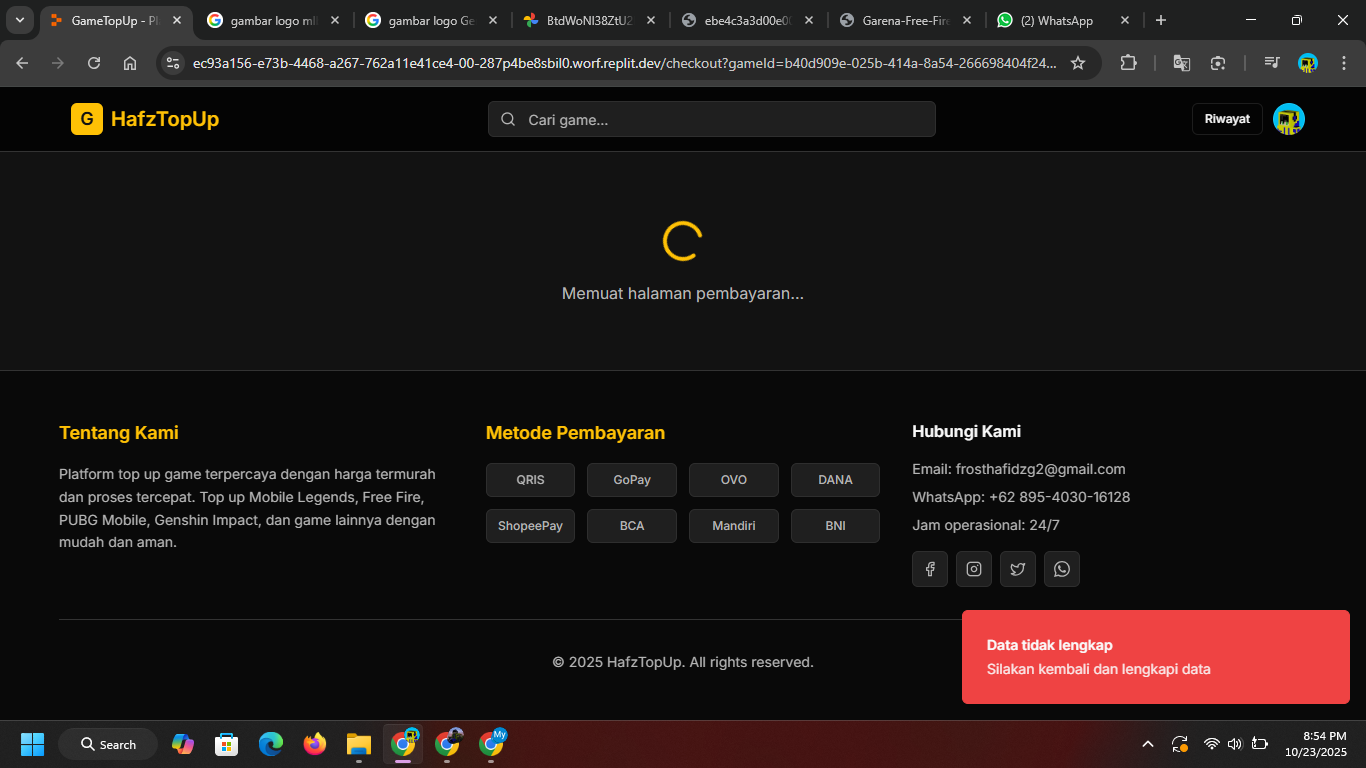 GameTopUp - Pl
gambar logo mll
gambar logo Ge
BtdWoNI38ZtU2
ebe4c3a3d00e00
Garena-Free-Fire
(2) WhatsApp
ec93a156-e73b-4468-a267-762a11e41ce4-00-287p4be8sbil0.worf.replit.dev/checkout?gameId=b40d909e-025b-414a-8a54-266698404f24...
G HafzTopUp
Cari game...
Riwayat
Memuat halaman pembayaran...
Tentang Kami
Platform top up game terpercaya dengan harga termurah
dan proses tercepat. Top up Mobile Legends, Free Fire,
PUBG Mobile, Genshin Impact, dan game lainnya dengan
mudah dan aman.
Metode Pembayaran
QRIS GoPay OVO DANA
ShopeePay BCA Mandiri BNI
Hubungi Kami
Email: frosthafidzg2@gmail.com
WhatsApp: +62 895-4030-16128
Jam operasional: 24/7
© 2025 HafzTopUp. All rights reserved.
Data tidak lengkap
Silakan kembali dan lengkapi data
Search
My
8:54 PM
10/23/2025